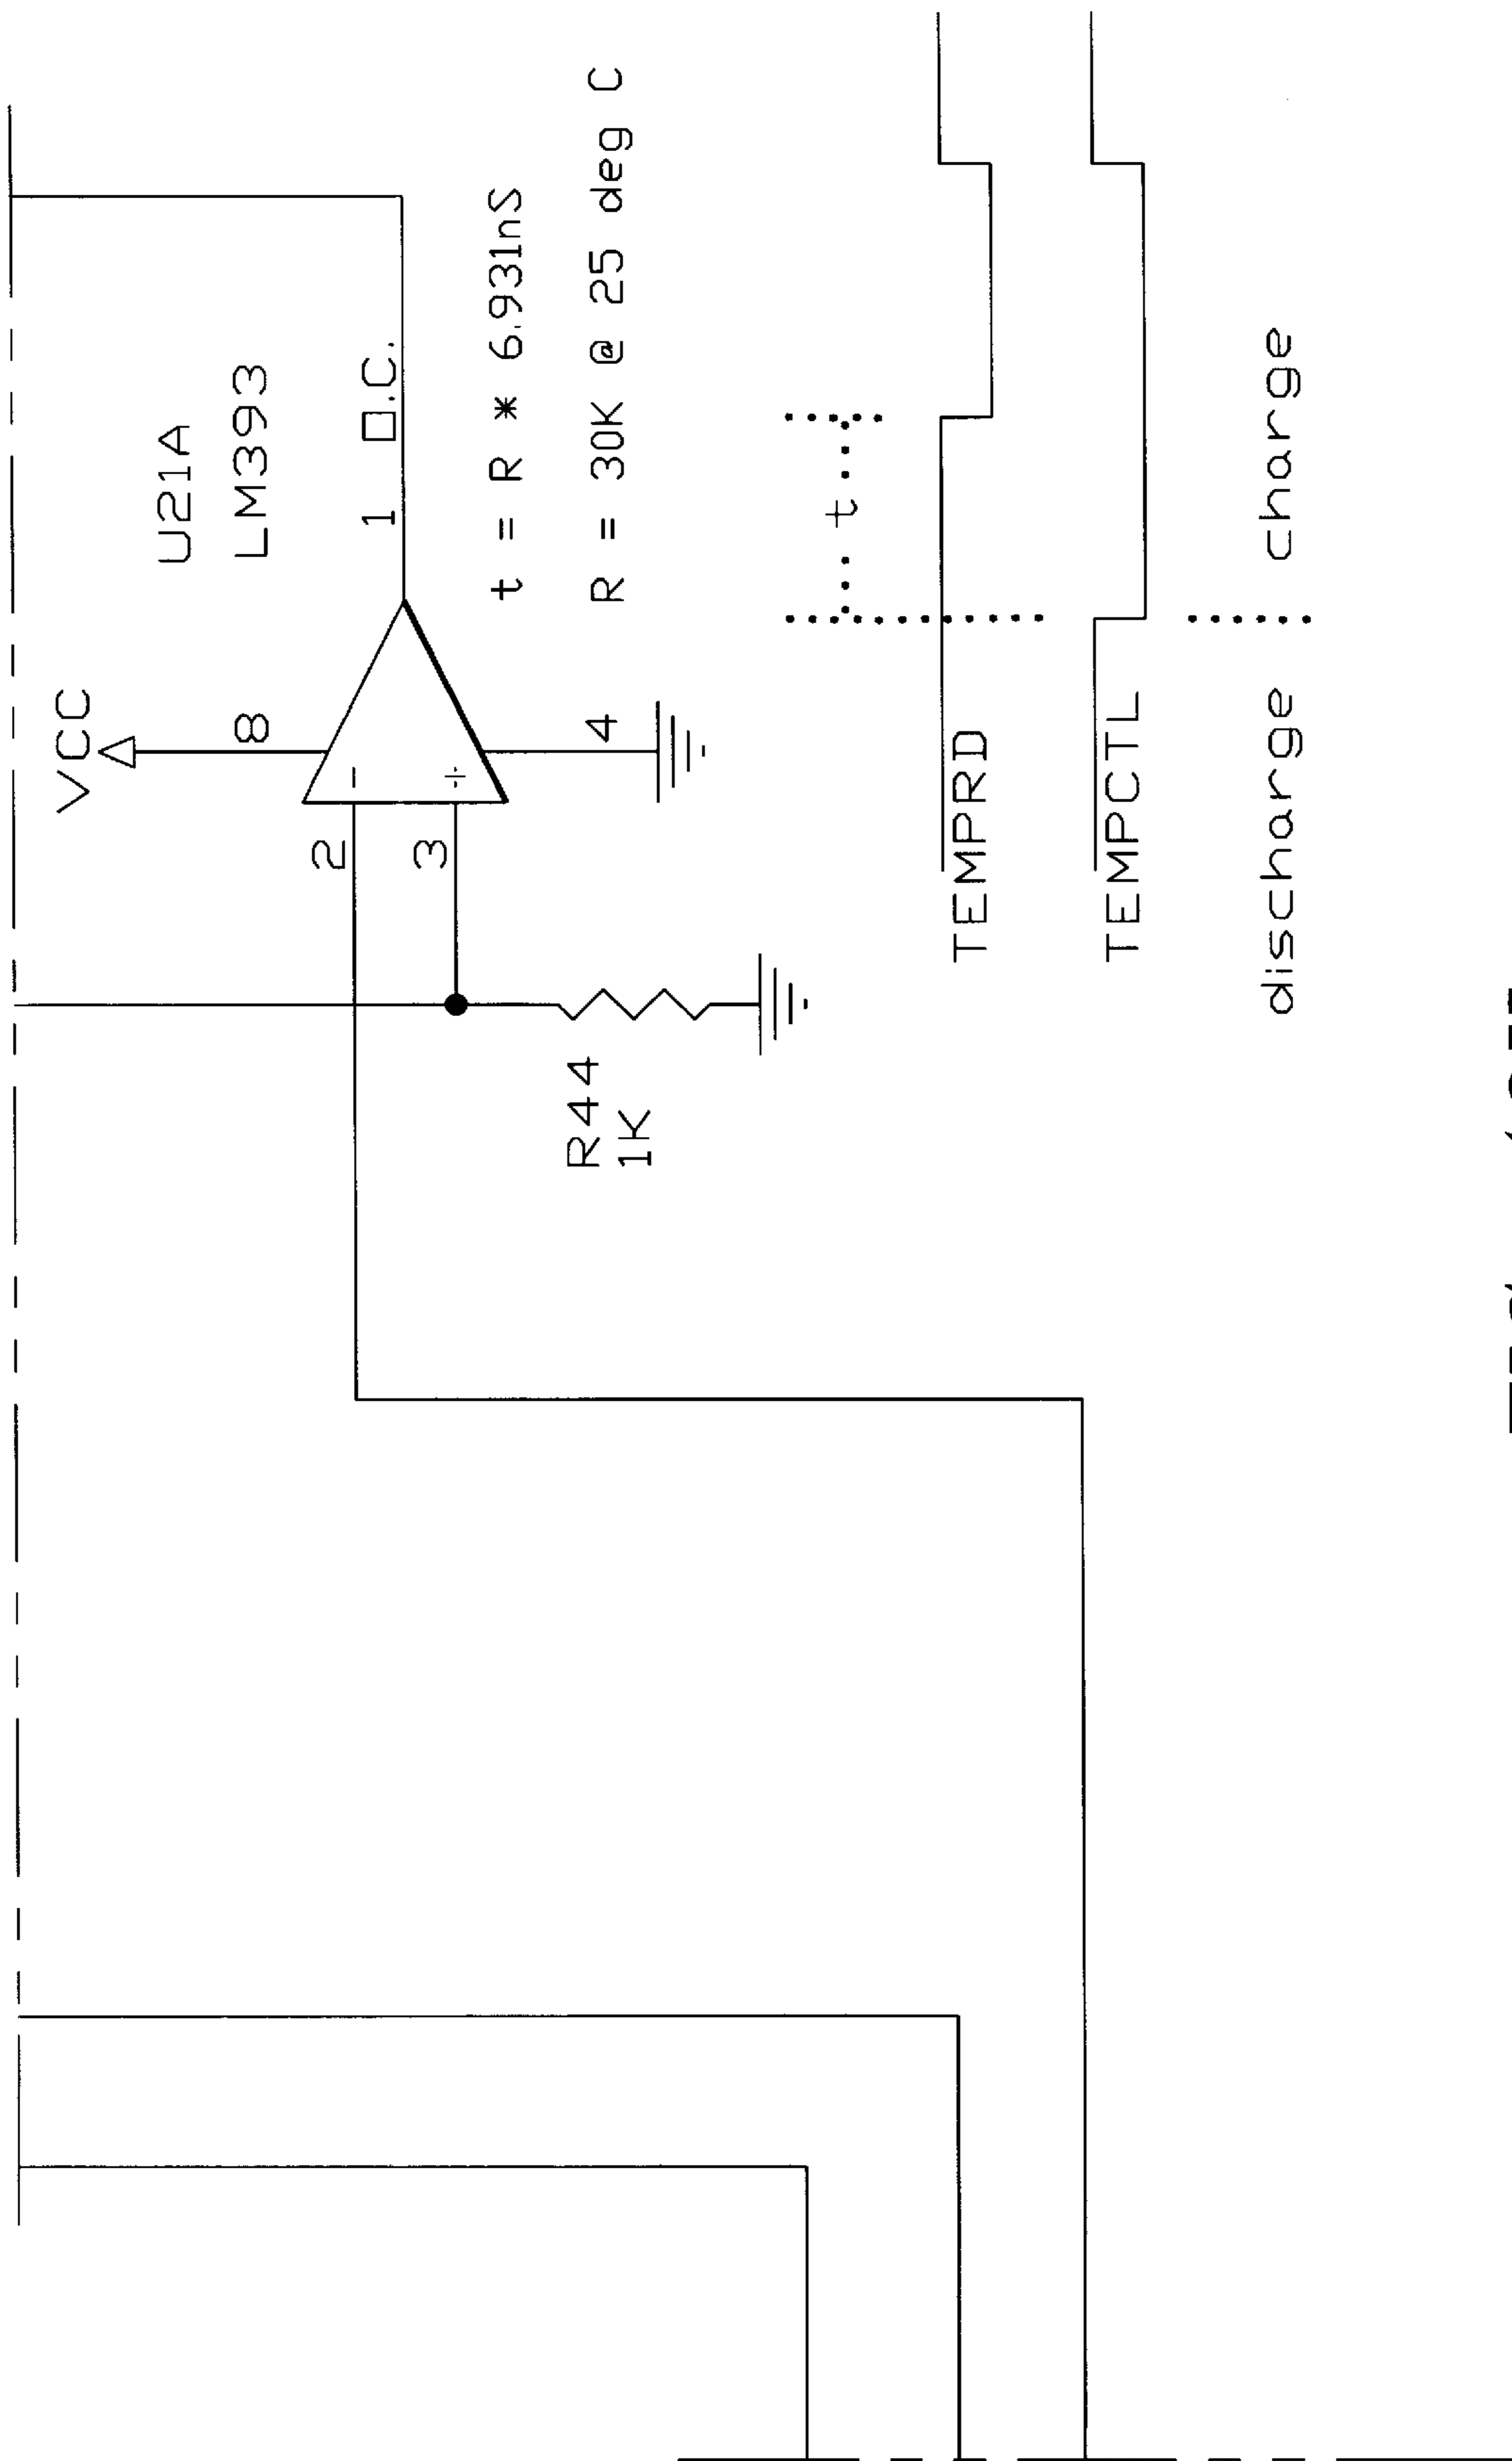 VCC
U21A
LM393
8
2
1 O.C.
3
4
t = R * 6.931nS
R = 30K @ 25 deg C
R44
1K
t
TEMPRD
TEMPCTL
discharge charge